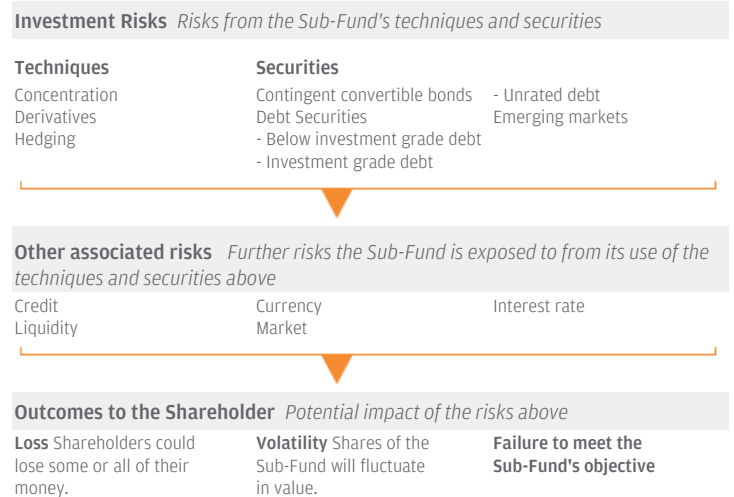 Investment Risks Risks from the Sub-Fund's techniques and securities
Techniques
Concentration
Derivatives
Hedging
Securities
Contingent convertible bonds
Debt Securities
- Below investment grade debt
- Investment grade debt
- Unrated debt
Emerging markets
Other associated risks Further risks the Sub-Fund is exposed to from its use of the
techniques and securities above
Credit
Liquidity
Currency
Market
Interest rate
Outcomes to the Shareholder Potential impact of the risks above
Loss Shareholders could
lose some or all of their
money.
Volatility Shares of the
Sub-Fund will fluctuate
in value.
Failure to meet the
Sub-Fund's objective